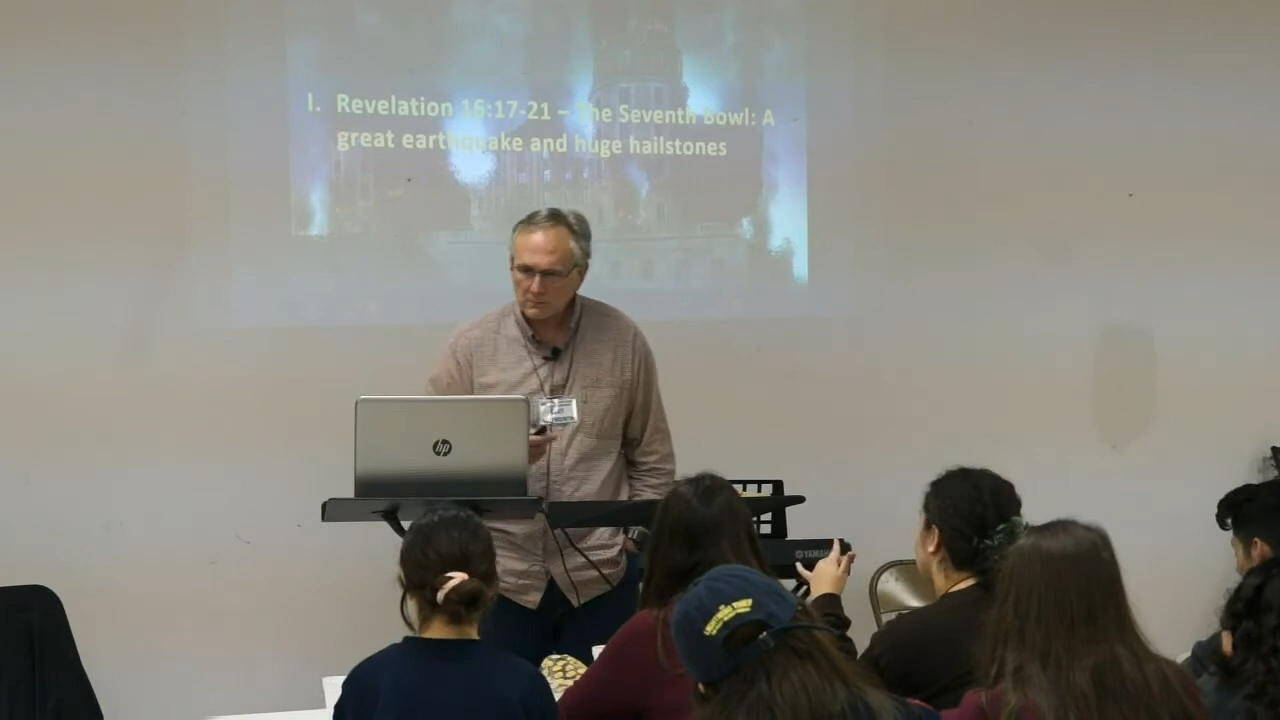 I. Revelation 16:17-21 – The Seventh Bowl: A
great earthquake and huge hailstones
hp
YAMAHA